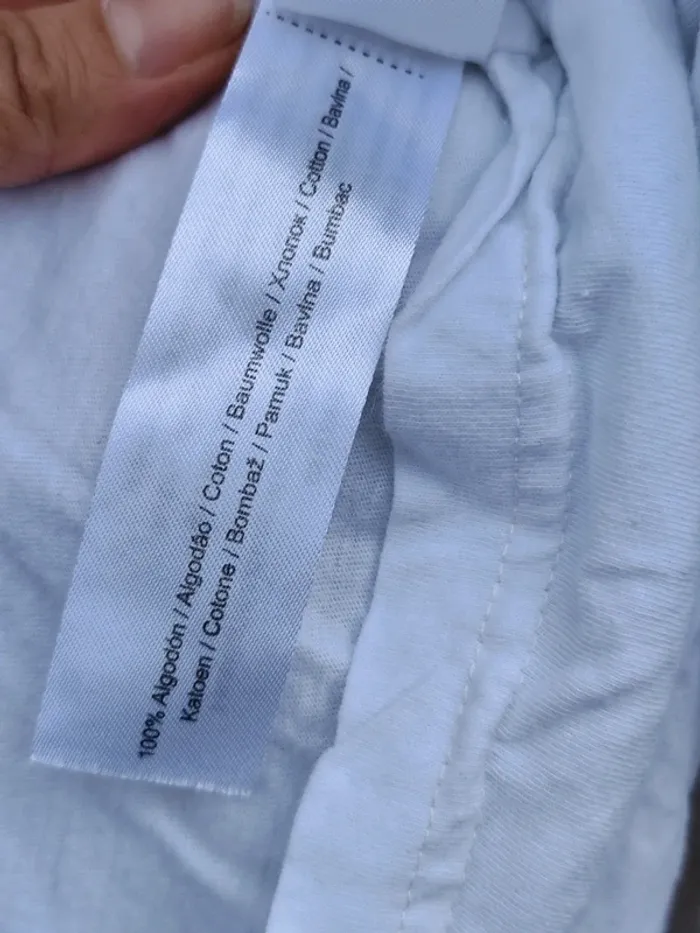 100% Algodón / Algodão / Coton / Baumwolle / Хлопок / Cotton / Bavlna /
Katoen / Cotone / Bombaž / Pamuk / Bavlna / Bumbac